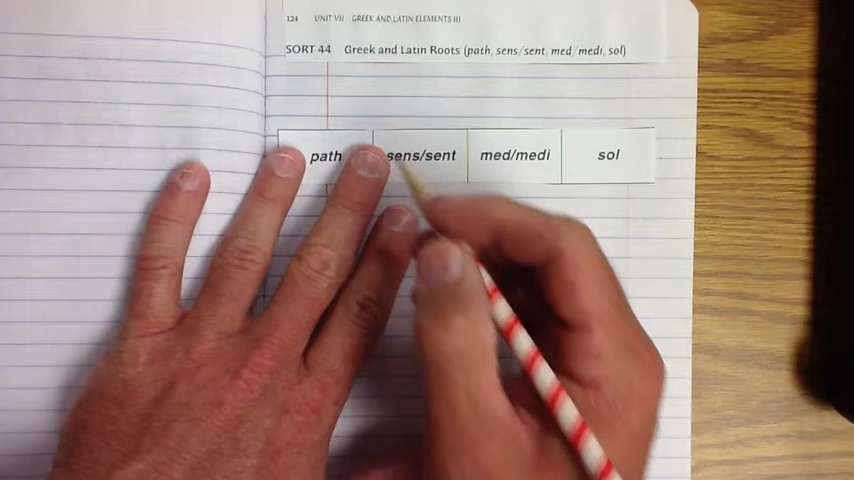 124 UNIT VII GREEK AND LATIN ELEMENTS III
SORT 44 Greek and Latin Roots (path, sens/sent, med/medi, sol)
path sens/sent med/medi sol